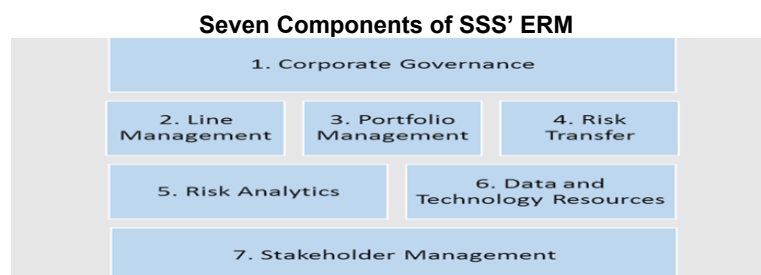 Seven Components of SSS' ERM
1. Corporate Governance
2. Line
Management
3. Portfolio
Management
4. Risk
Transfer
5. Risk Analytics
6. Data and
Technology Resources
7. Stakeholder Management